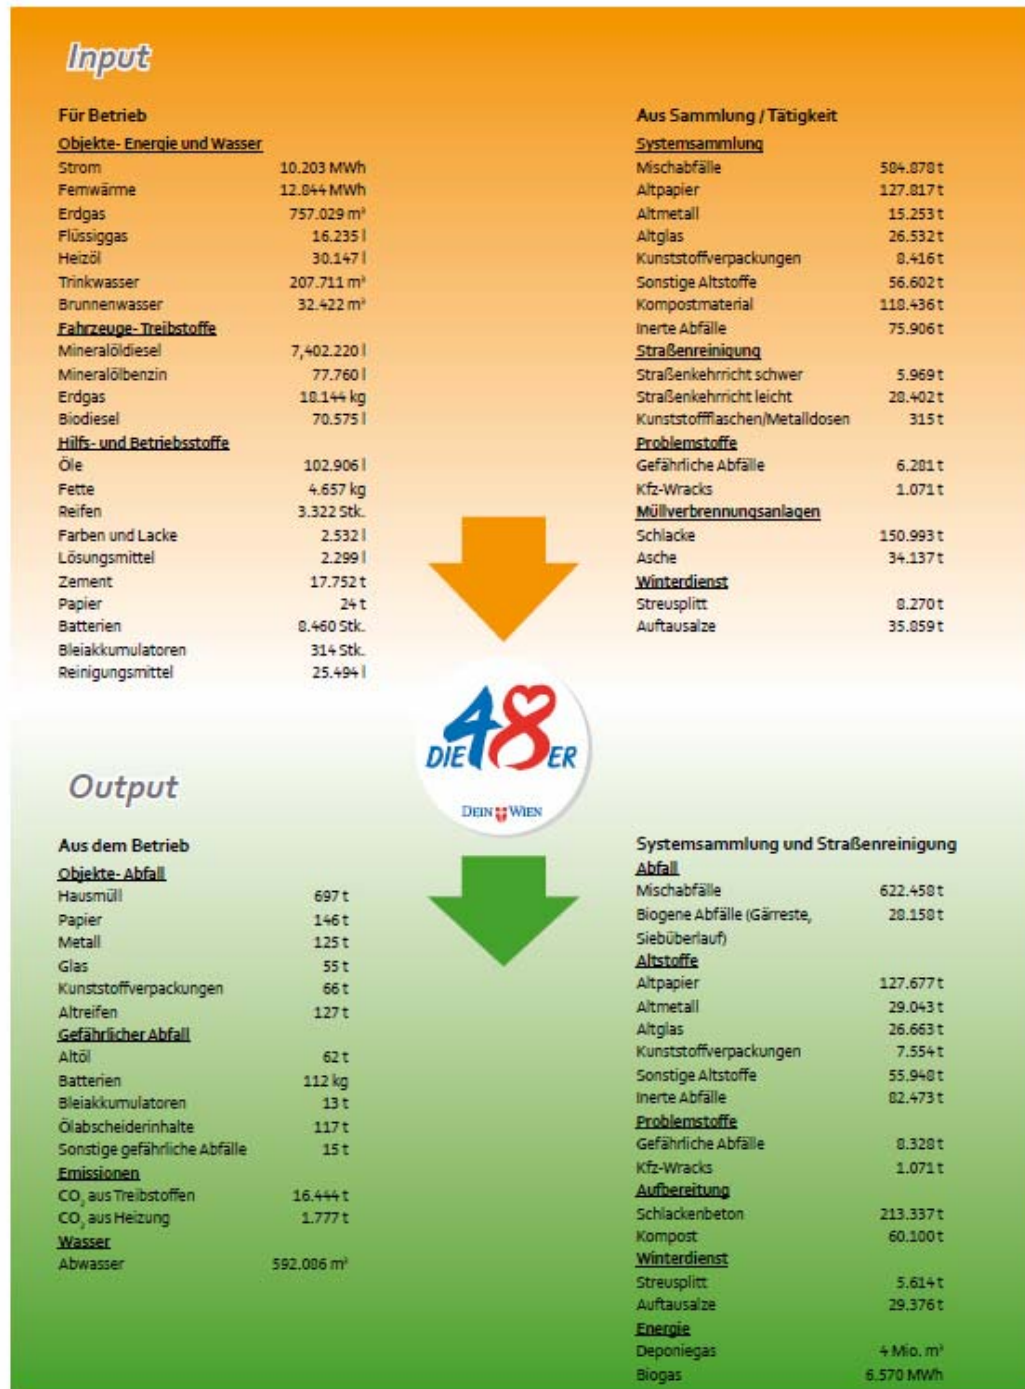 Input
Für Betrieb
Objekte- Energie und Wasser
Strom 10.203 MWh
Fernwärme 12.844 MWh
Erdgas 757.029 m³
Flüssiggas 16.235 l
Heizöl 30.147 l
Trinkwasser 207.711 m³
Brunnenwasser 32.422 m³
Fahrzeuge- Treibstoffe
Mineralöldiesel 7,402.220 l
Mineralölbenzin 77.760 l
Erdgas 18.144 kg
Biodiesel 70.575 l
Hilfs- und Betriebsstoffe
Öle 102.906 l
Fette 4.657 kg
Reifen 3.322 Stk.
Farben und Lacke 2.532 l
Lösungsmittel 2.299 l
Zement 17.752 t
Papier 24 t
Batterien 8.460 Stk.
Bleiakkumulatoren 314 Stk.
Reinigungsmittel 25.494 l
Aus Sammlung / Tätigkeit
Systemsammlung
Mischabfälle 584.878 t
Altpapier 127.817 t
Altmetall 15.253 t
Altglas 26.532 t
Kunststoffverpackungen 8.416 t
Sonstige Altstoffe 56.602 t
Kompostmaterial 118.436 t
Inerte Abfälle 75.906 t
Straßenreinigung
Straßenkehrricht schwer 5.969 t
Straßenkehrricht leicht 28.402 t
Kunststoffflaschen/Metalldosen 315 t
Problemstoffe
Gefährliche Abfälle 6.281 t
Kfz-Wracks 1.071 t
Müllverbrennungsanlagen
Schlacke 150.993 t
Asche 34.137 t
Winterdienst
Streusplitt 8.270 t
Auftausalze 35.859 t
DIE 48ER
DEIN WIEN
Output
Aus dem Betrieb
Objekte- Abfall
Hausmüll 697 t
Papier 146 t
Metall 125 t
Glas 55 t
Kunststoffverpackungen 66 t
Altreifen 127 t
Gefährlicher Abfall
Altöl 62 t
Batterien 112 kg
Bleiakkumulatoren 13 t
Ölabscheiderinhalte 117 t
Sonstige gefährliche Abfälle 15 t
Emissionen
CO₂ aus Treibstoffen 16.444 t
CO₂ aus Heizung 1.777 t
Wasser
Abwasser 592.086 m³
Systemsammlung und Straßenreinigung
Abfall
Mischabfälle 622.458 t
Biogene Abfälle (Gärreste, 28.158 t
Siebüberlauf)
Altstoffe
Altpapier 127.677 t
Altmetall 29.043 t
Altglas 26.663 t
Kunststoffverpackungen 7.554 t
Sonstige Altstoffe 55.948 t
Inerte Abfälle 82.473 t
Problemstoffe
Gefährliche Abfälle 8.328 t
Kfz-Wracks 1.071 t
Aufbereitung
Schlackenbeton 213.337 t
Kompost 60.100 t
Winterdienst
Streusplitt 5.614 t
Auftausalze 29.376 t
Energie
Deponiegas 4 Mio. m³
Biogas 6.570 MWh